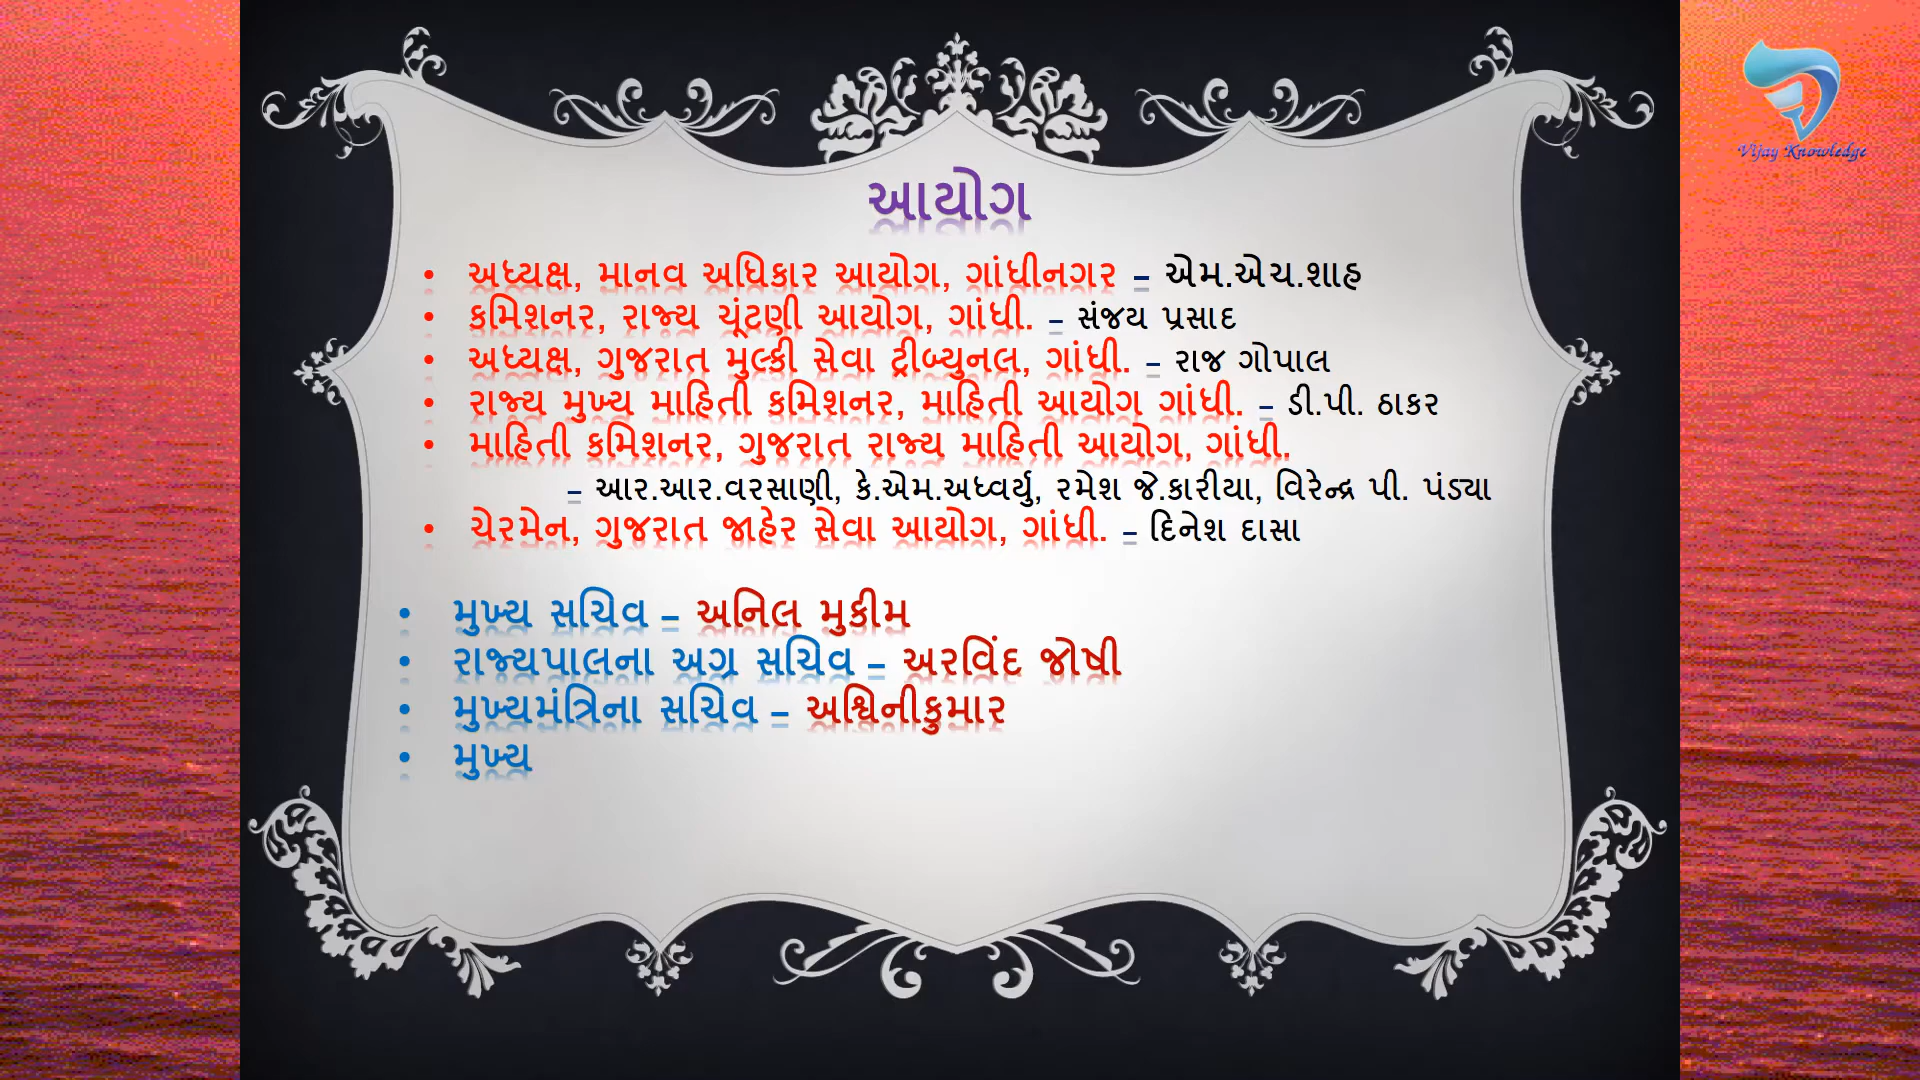 Vijay Knowledge
આયોગ
• અધ્યક્ષ, માનવ અધિકાર આયોગ, ગાંધીનગર – એમ.એચ.શાહ
• કમિશનર, રાજ્ય ચૂંટણી આયોગ, ગાંધી. – સંજય પ્રસાદ
• અધ્યક્ષ, ગુજરાત મુલ્કી સેવા ટ્રીબ્યુનલ, ગાંધી. – રાજ ગોપાલ
• રાજ્ય મુખ્ય માહિતી કમિશનર, માહિતી આયોગ ગાંધી. – ડી.પી. ઠાકર
• માહિતી કમિશનર, ગુજરાત રાજ્ય માહિતી આયોગ, ગાંધી.
– આર.આર.વરસાણી, કે.એમ.અધ્વર્યુ, રમેશ જે.કારીયા, વિરેન્દ્ર પી. પંડ્યા
• ચેરમેન, ગુજરાત જાહેર સેવા આયોગ, ગાંધી. – દિનેશ દાસા
• મુખ્ય સચિવ – અનિલ મુકીમ
• રાજ્યપાલના અગ્ર સચિવ – અરવિંદ જોષી
• મુખ્યમંત્રિના સચિવ – અશ્વિનીકુમાર
• મુખ્ય